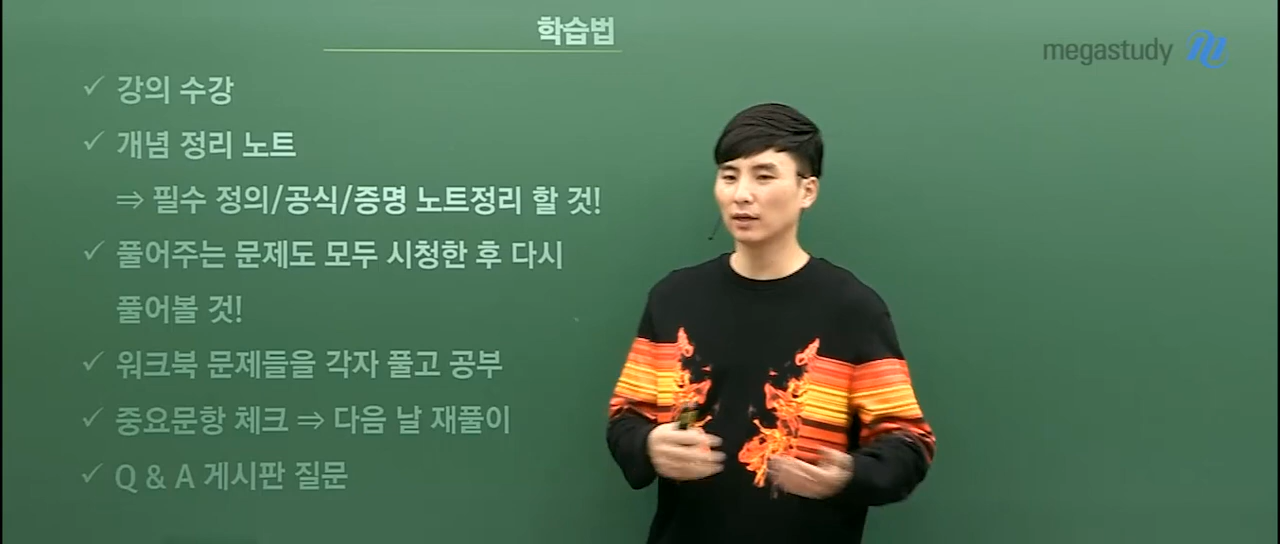 학습법
megastudy
✓ 강의 수강
✓ 개념 정리 노트
⇒ 필수 정의/공식/증명 노트정리 할 것!
✓ 풀어주는 문제도 모두 시청한 후 다시
풀어볼 것!
✓ 워크북 문제들을 각자 풀고 공부
✓ 중요문항 체크 ⇒ 다음 날 재풀이
✓ Q & A 게시판 질문